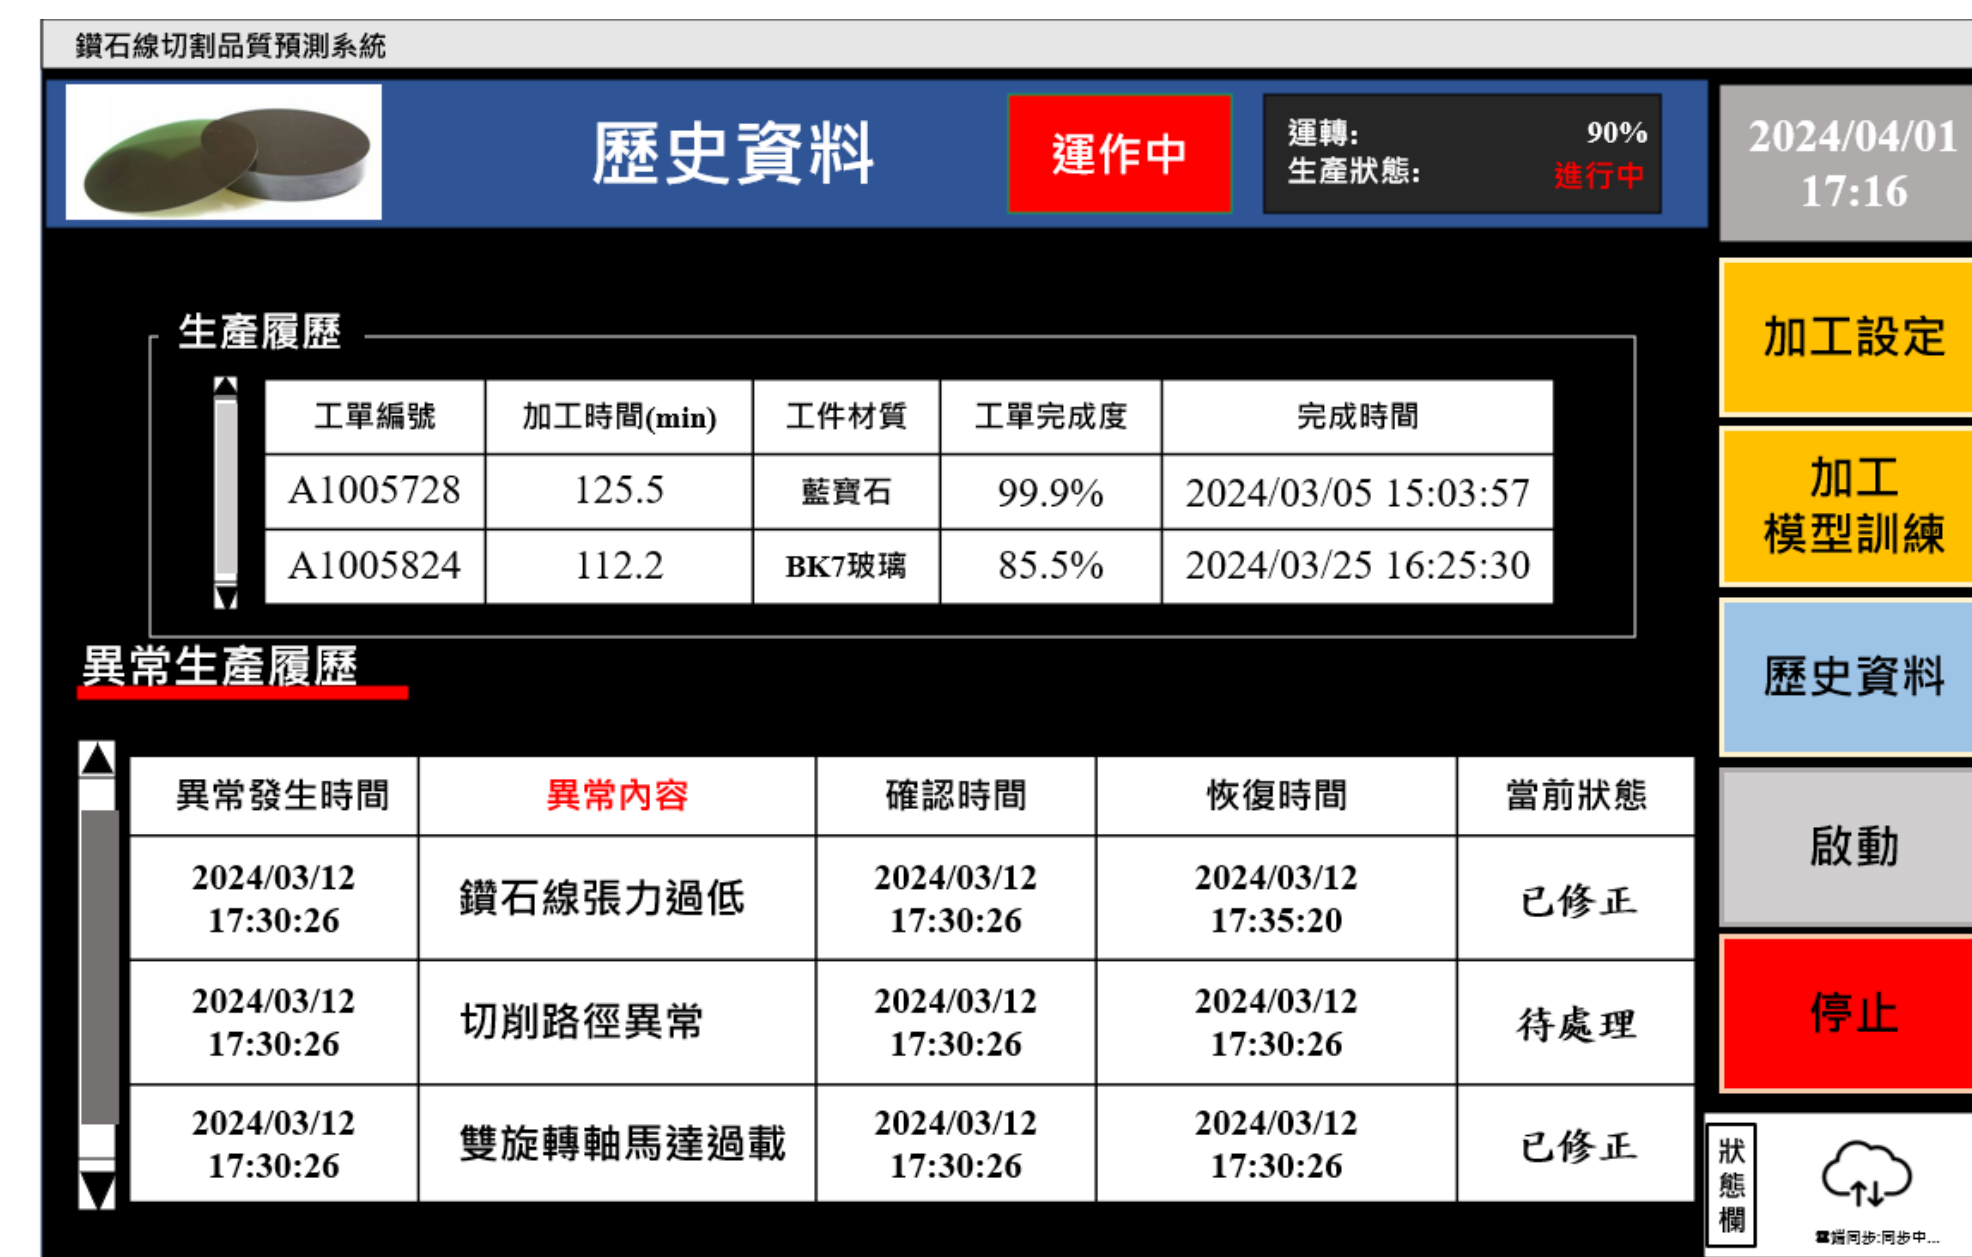 鑽石線切割品質預測系統
歷史資料
運作中
運轉: 90%
生產狀態: 進行中
2024/04/01
17:16
加工設定
加工
模型訓練
歷史資料
啟動
停止
生產履歷
工單編號 加工時間(min) 工件材質 工單完成度 完成時間
A1005728 125.5 藍寶石 99.9% 2024/03/05 15:03:57
A1005824 112.2 BK7玻璃 85.5% 2024/03/25 16:25:30
異常生產履歷
異常發生時間 異常內容 確認時間 恢復時間 當前狀態
2024/03/12 17:30:26 鑽石線張力過低 2024/03/12 17:30:26 2024/03/12 17:35:20 已修正
2024/03/12 17:30:26 切削路徑異常 2024/03/12 17:30:26 2024/03/12 17:30:26 待處理
2024/03/12 17:30:26 雙旋轉軸馬達過載 2024/03/12 17:30:26 2024/03/12 17:30:26 已修正
狀態欄
雲端同步:同步中...